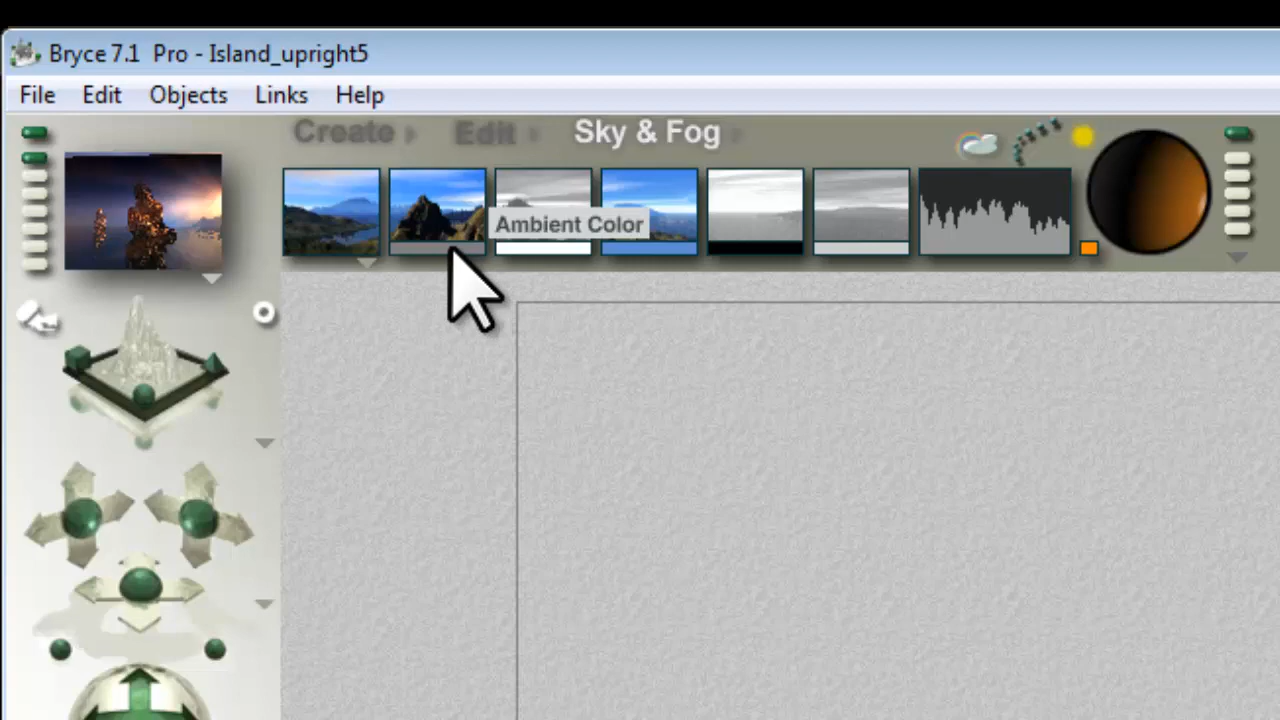 Bryce 7.1 Pro - Island_upright5
File Edit Objects Links Help
Create Edit Sky & Fog
Ambient Color